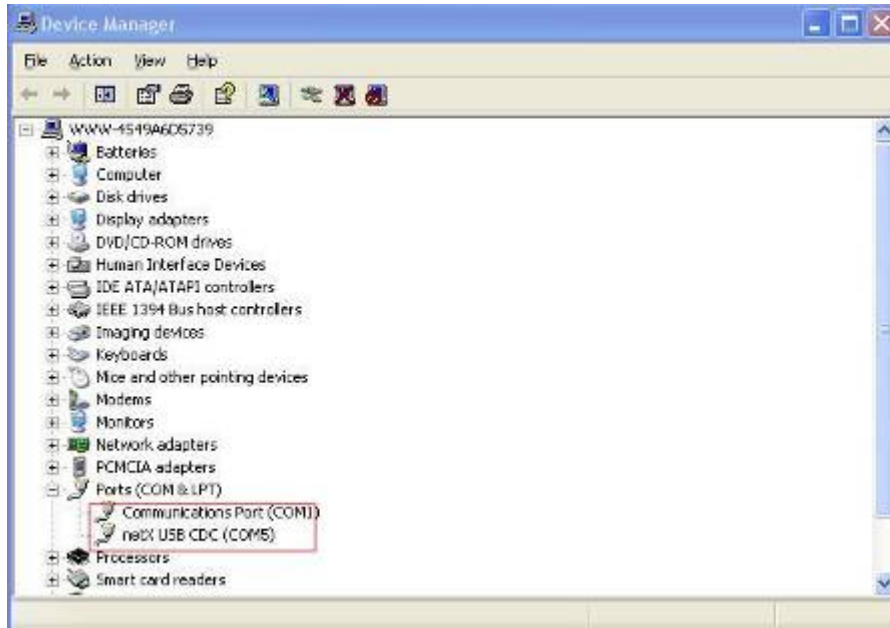 Device Manager
File Action View Help
WWW-4549A6D5739
Batteries
Computer
Disk drives
Display adapters
DVD/CD-ROM drives
Human Interface Devices
IDE ATA/ATAPI controllers
IEEE 1394 Bus host controllers
Imaging devices
Keyboards
Mice and other pointing devices
Modems
Monitors
Network adapters
PCMCIA adapters
Ports (COM & LPT)
Communications Port (COM1)
netX USB CDC (COM5)
Processors
Smart card readers